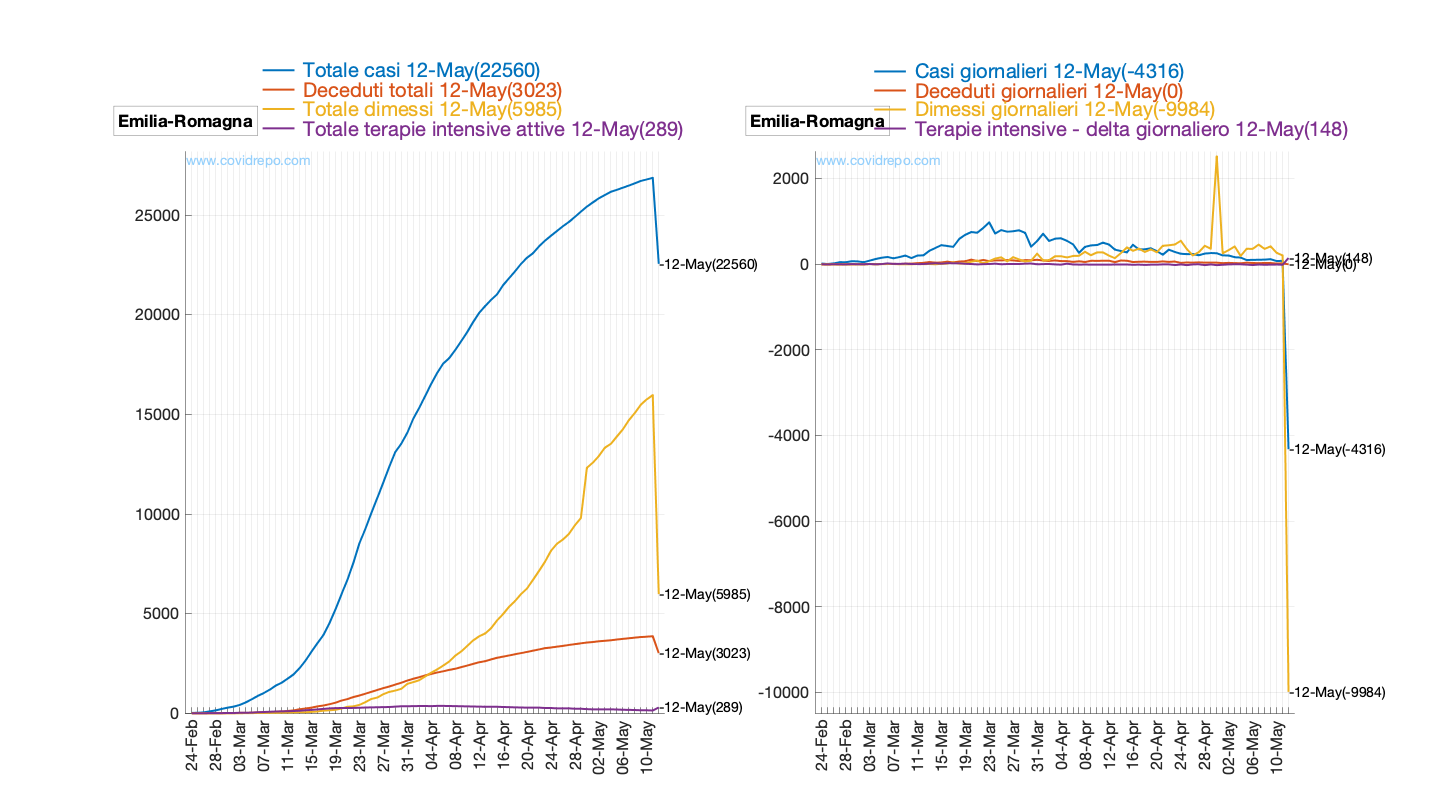 Totale casi 12-May(22560)
Deceduti totali 12-May(3023)
Totale dimessi 12-May(5985)
Totale terapie intensive attive 12-May(289)
Emilia-Romagna
www.covidrepo.com
25000
20000
15000
10000
5000
0
-12-May(22560)
-12-May(5985)
-12-May(3023)
-12-May(289)
24-Feb
28-Feb
03-Mar
07-Mar
11-Mar
15-Mar
19-Mar
23-Mar
27-Mar
31-Mar
04-Apr
08-Apr
12-Apr
16-Apr
20-Apr
24-Apr
28-Apr
02-May
06-May
10-May
Casi giornalieri 12-May(-4316)
Deceduti giornalieri 12-May(0)
Dimessi giornalieri 12-May(-9984)
Terapie intensive - delta giornaliero 12-May(148)
Emilia-Romagna
www.covidrepo.com
2000
0
-2000
-4000
-6000
-8000
-10000
-12-May(148)
-12-May(0)
-12-May(-4316)
-12-May(-9984)
24-Feb
28-Feb
03-Mar
07-Mar
11-Mar
15-Mar
19-Mar
23-Mar
27-Mar
31-Mar
04-Apr
08-Apr
12-Apr
16-Apr
20-Apr
24-Apr
28-Apr
02-May
06-May
10-May